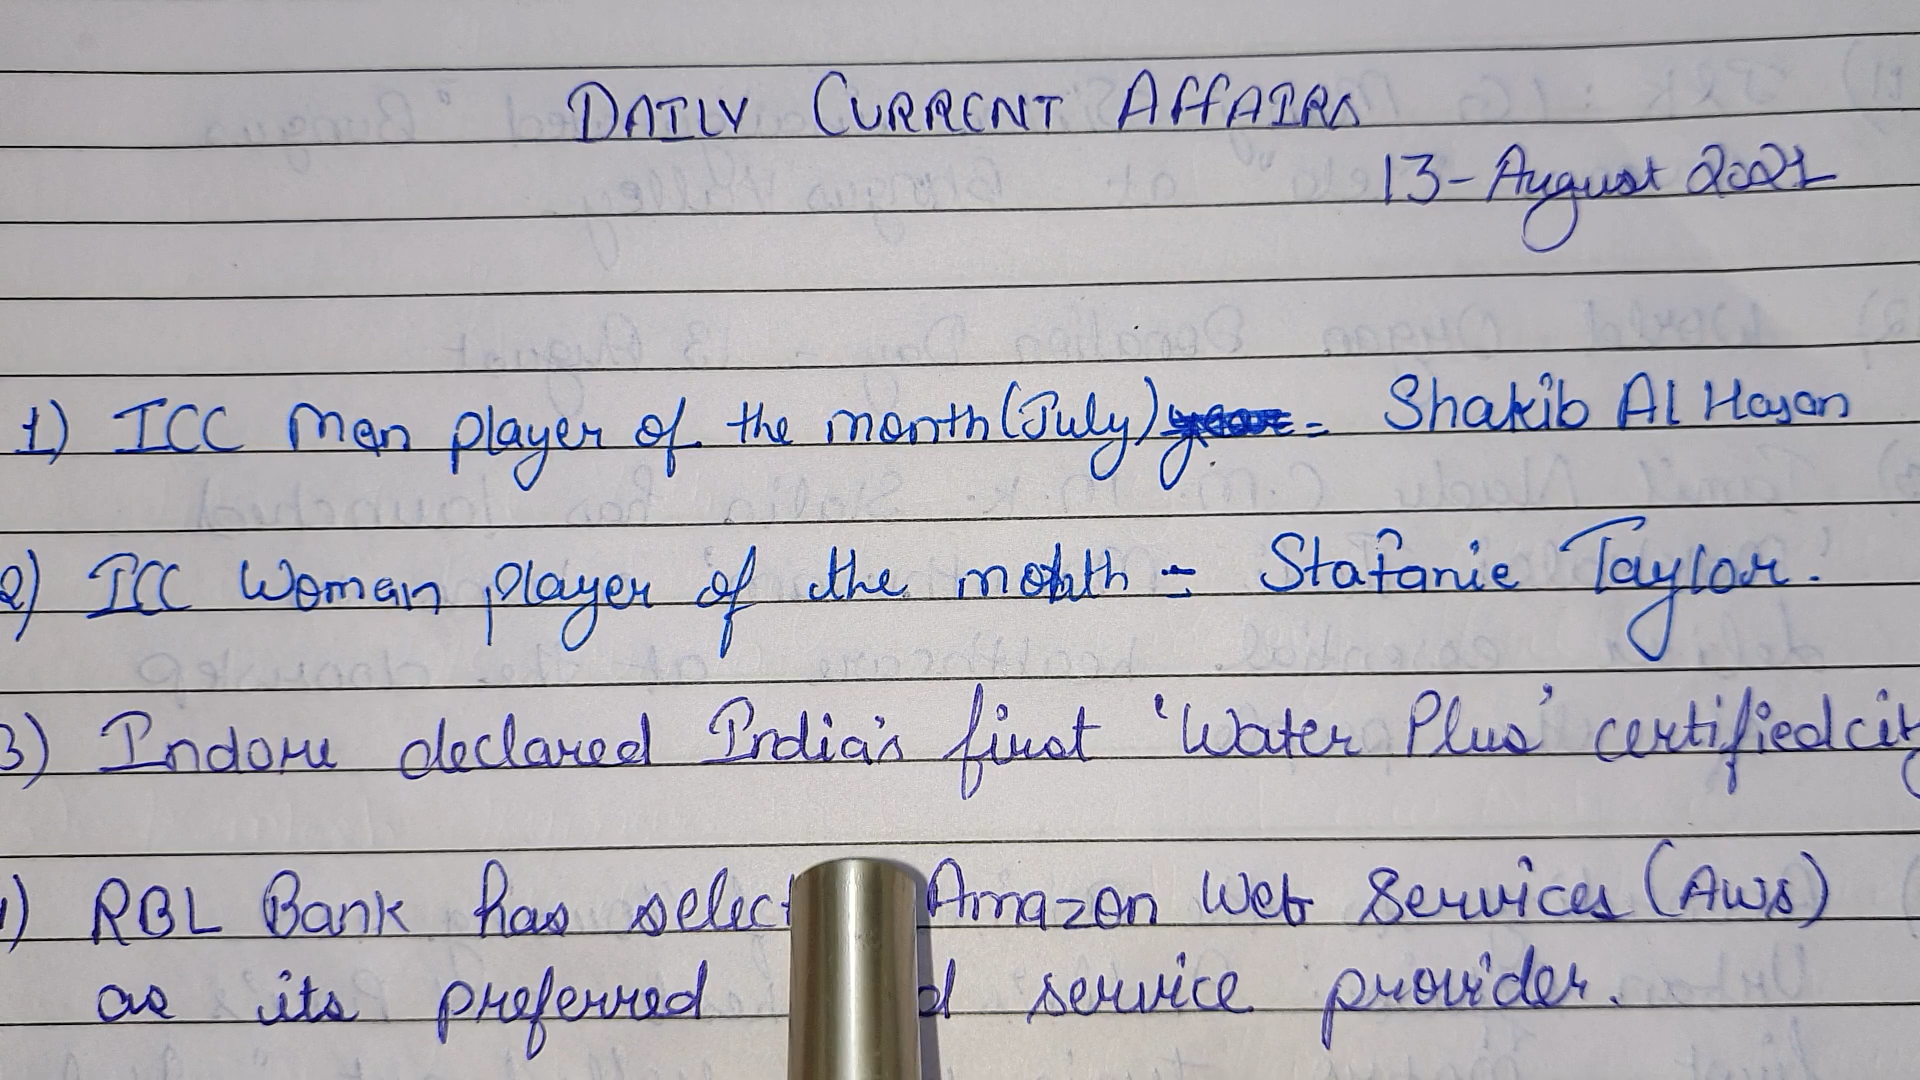 DAILY CURRENT AFFAIRS
13-August 2021
1) ICC Men player of the month (July) = Shakib Al Hasan
2) ICC Woman player of the month = Stafanie Taylor.
3) Indore declared India's first 'Water Plus' certified city
) RBL Bank has select Amazon Web Services (AWS)
as its preferred d service provider.